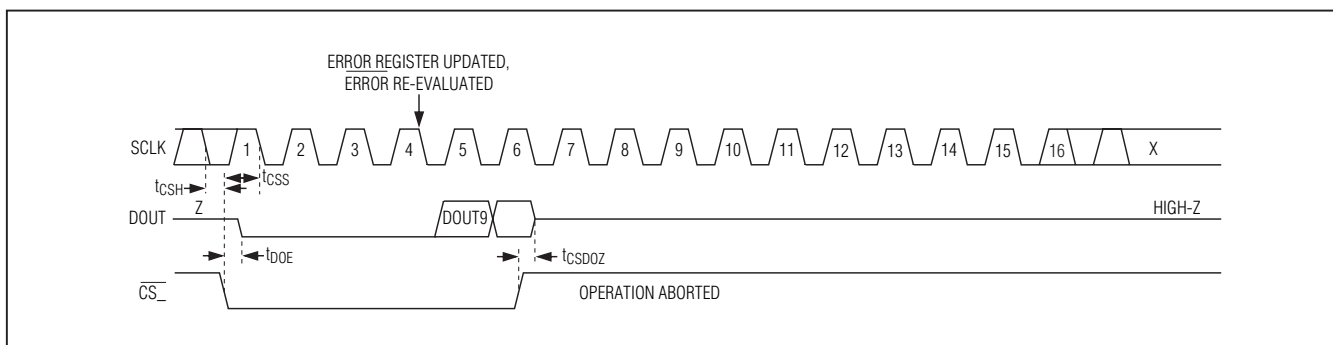 ERROR REGISTER UPDATED,
ERROR RE-EVALUATED
SCLK 1 2 3 4 5 6 7 8 9 10 11 12 13 14 15 16 X
tCSH tCSS
Z
DOUT DOUT9 HIGH-Z
tDOE tCSDOZ
CS_ OPERATION ABORTED